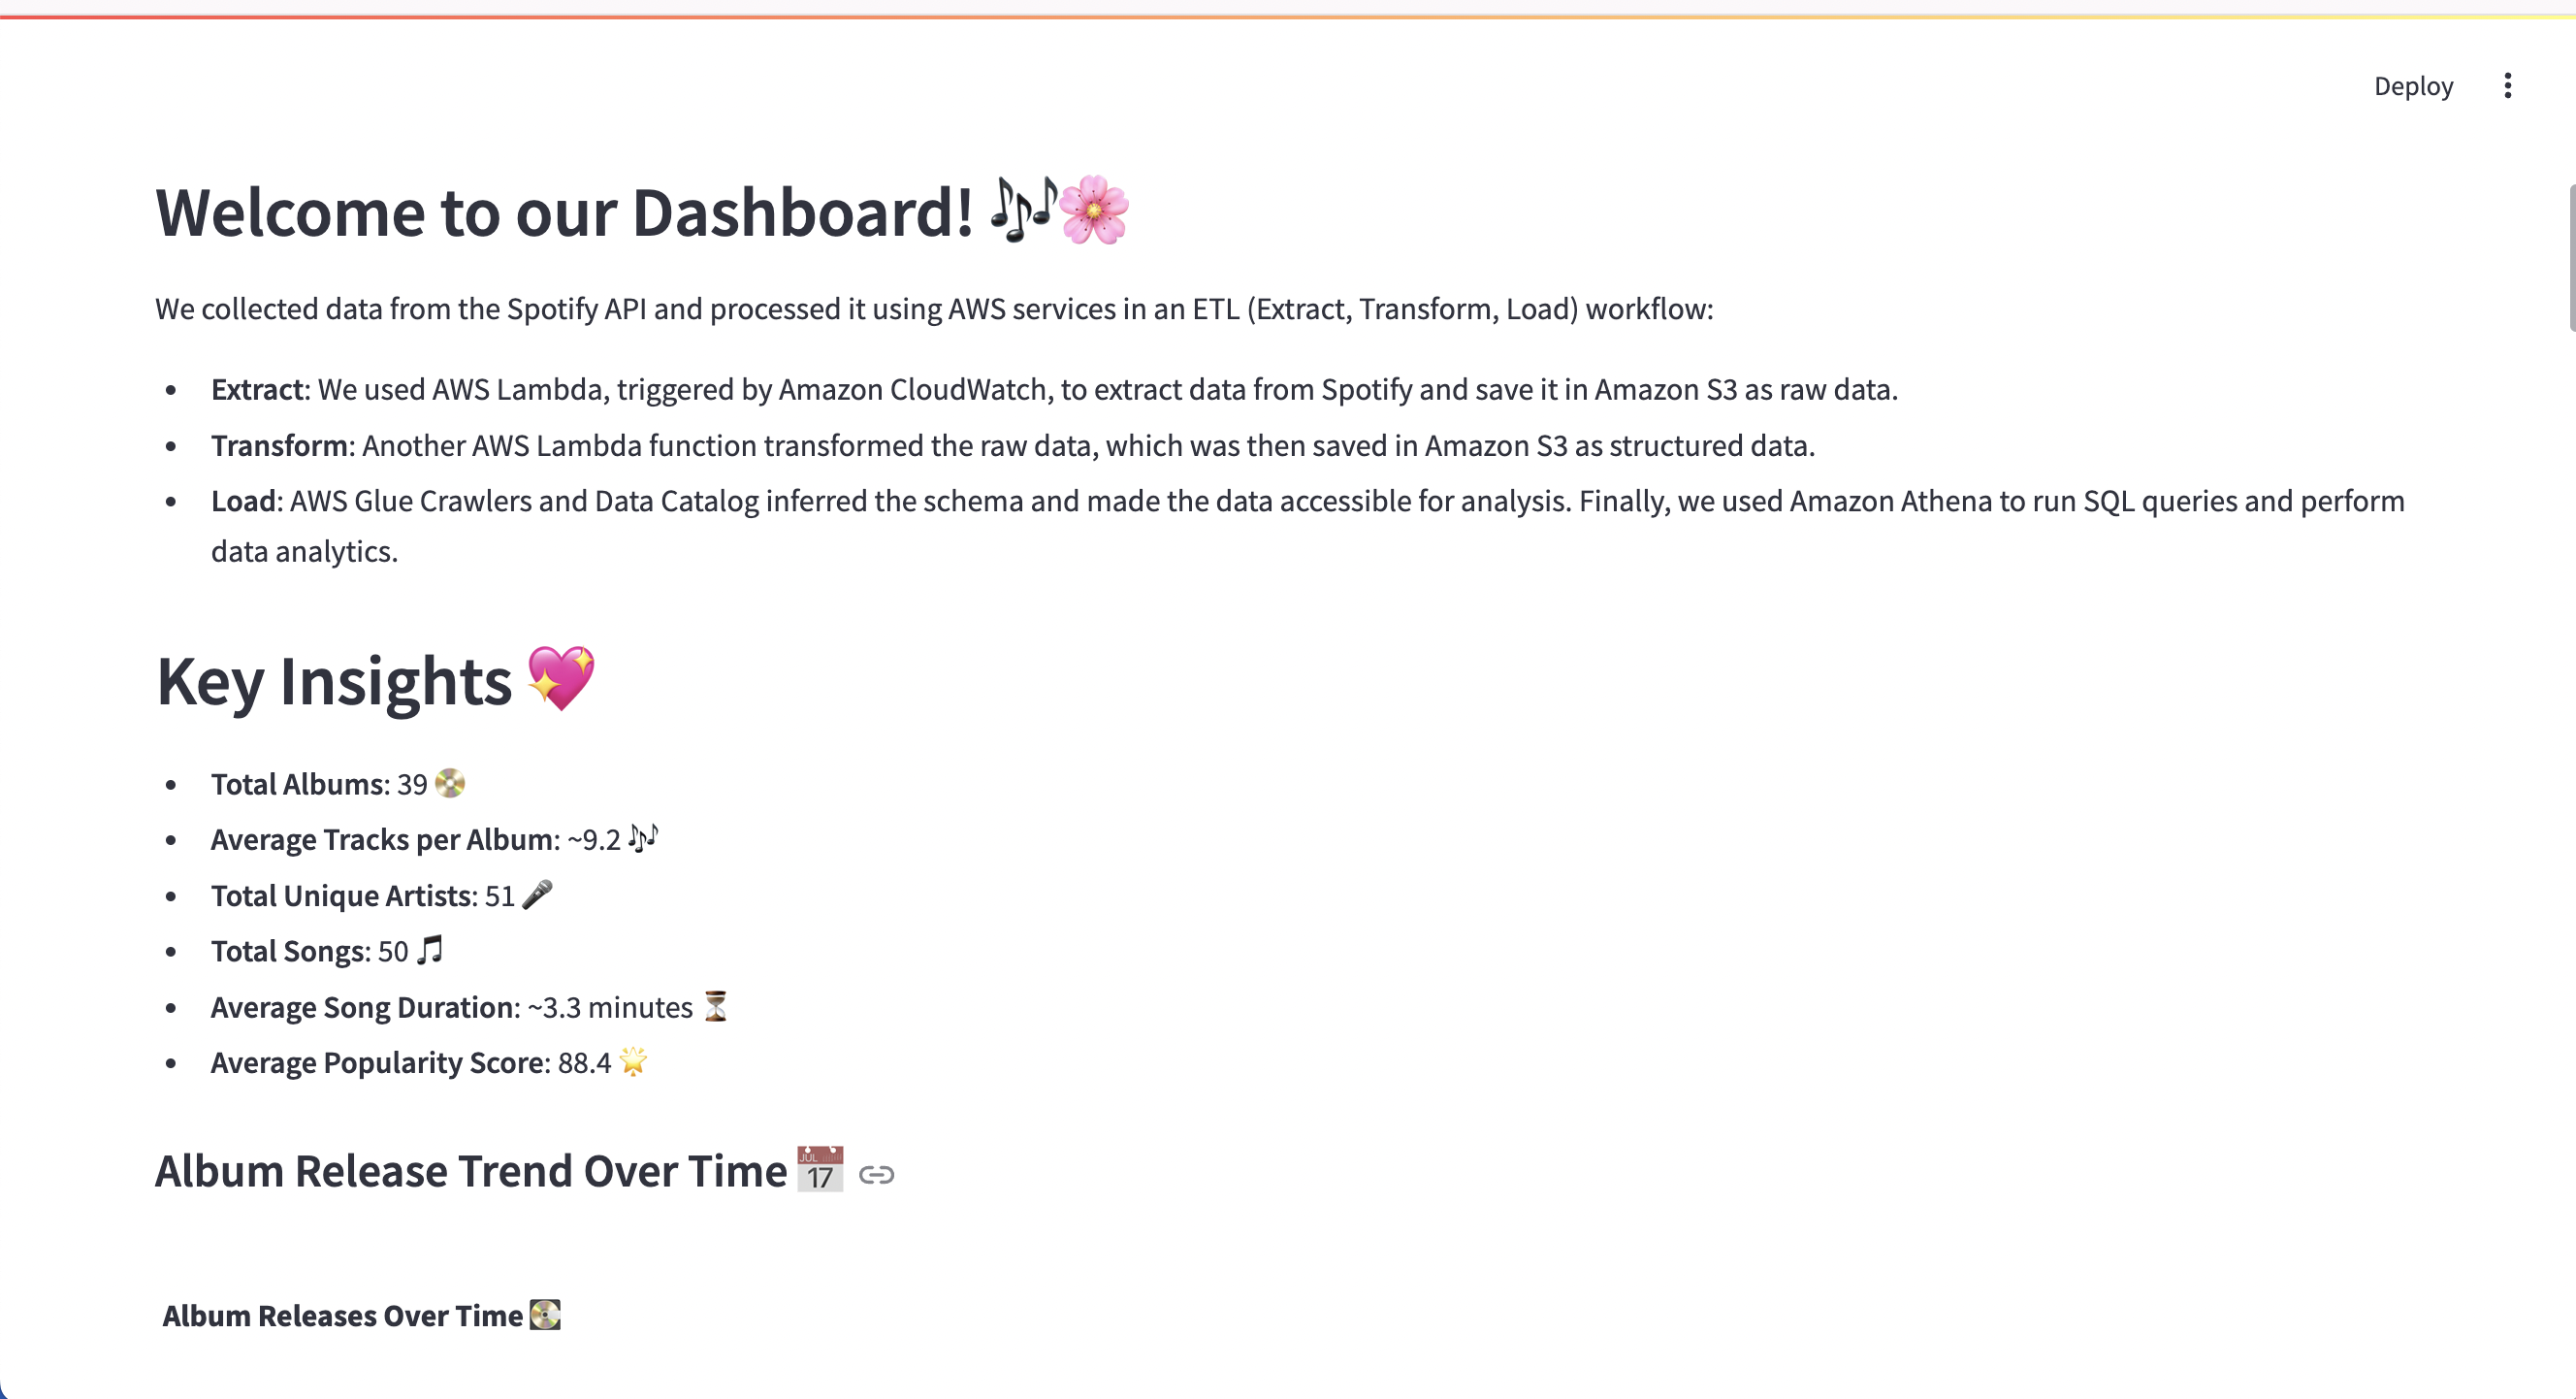 Deploy
Welcome to our Dashboard! 🎶🌸
We collected data from the Spotify API and processed it using AWS services in an ETL (Extract, Transform, Load) workflow:
• Extract: We used AWS Lambda, triggered by Amazon CloudWatch, to extract data from Spotify and save it in Amazon S3 as raw data.
• Transform: Another AWS Lambda function transformed the raw data, which was then saved in Amazon S3 as structured data.
• Load: AWS Glue Crawlers and Data Catalog inferred the schema and made the data accessible for analysis. Finally, we used Amazon Athena to run SQL queries and perform
data analytics.
Key Insights 💖
• Total Albums: 39 📀
• Average Tracks per Album: ~9.2 🎶
• Total Unique Artists: 51 🎤
• Total Songs: 50 🎵
• Average Song Duration: ~3.3 minutes ⏳
• Average Popularity Score: 88.4 🌟
Album Release Trend Over Time 📅
Album Releases Over Time 💽